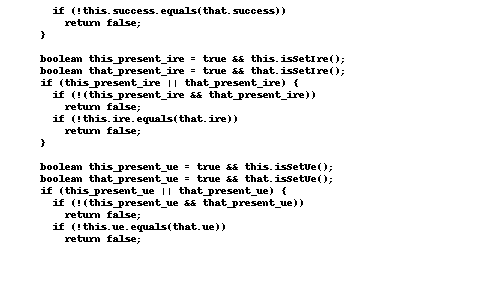 if (!this.success.equals(that.success))
return false;
}
boolean this_present_ire = true && this.isSetIre();
boolean that_present_ire = true && that.isSetIre();
if (this_present_ire || that_present_ire) {
if (!(this_present_ire && that_present_ire))
return false;
if (!this.ire.equals(that.ire))
return false;
}
boolean this_present_ue = true && this.isSetUe();
boolean that_present_ue = true && that.isSetUe();
if (this_present_ue || that_present_ue) {
if (!(this_present_ue && that_present_ue))
return false;
if (!this.ue.equals(that.ue))
return false;